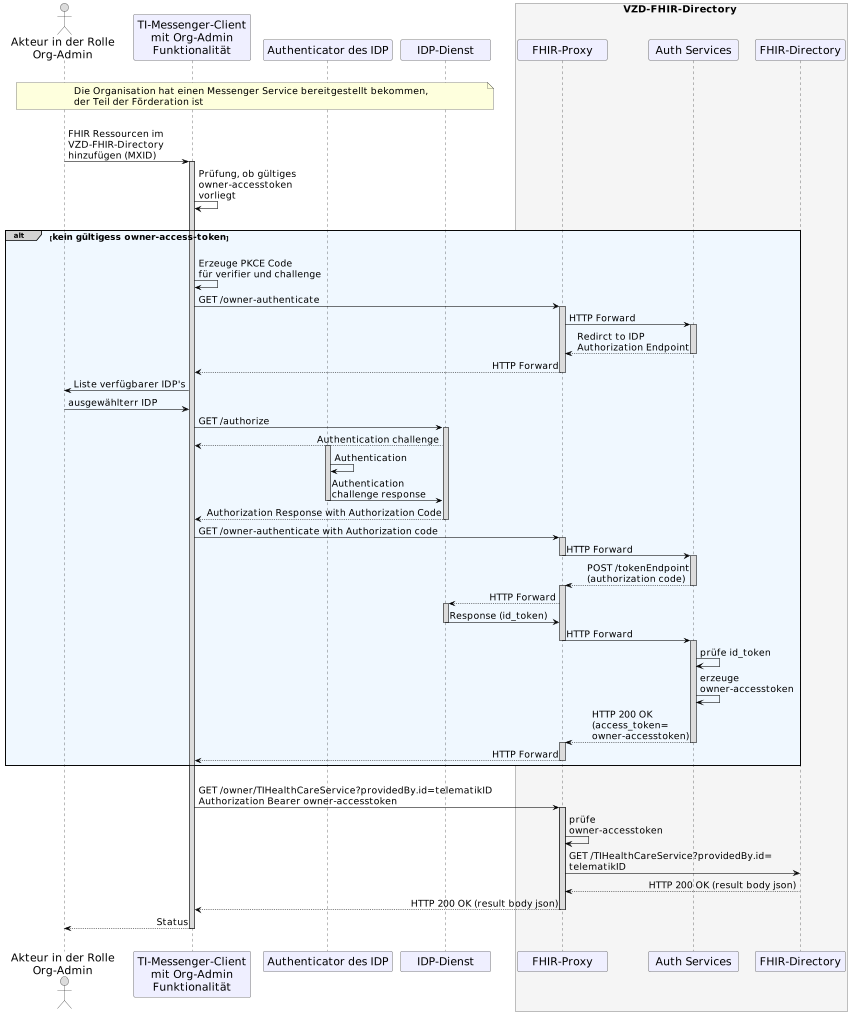 VZD-FHIR-Directory
Akteur in der Rolle
Org-Admin
TI-Messenger-Client
mit Org-Admin
Funktionalität
Authenticator des IDP
IDP-Dienst
FHIR-Proxy
Auth Services
FHIR-Directory
Die Organisation hat einen Messenger Service bereitgestellt bekommen,
der Teil der Förderation ist
FHIR Ressourcen im
VZD-FHIR-Directory
hinzufügen (MXID)
Prüfung, ob gültiges
owner-accesstoken
vorliegt
alt
[kein gültigess owner-access-token]
Erzeuge PKCE Code
für verifier und challenge
GET /owner-authenticate
HTTP Forward
Redirct to IDP
Authorization Endpoint
HTTP Forward
Liste verfügbarer IDP's
ausgewählterr IDP
GET /authorize
Authentication challenge
Authentication
Authentication
challenge response
Authorization Response with Authorization Code
GET /owner-authenticate with Authorization code
HTTP Forward
POST /tokenEndpoint
(authorization code)
HTTP Forward
Response (id_token)
HTTP Forward
prüfe id_token
erzeuge
owner-accesstoken
HTTP 200 OK
(access_token=
owner-accesstoken)
HTTP Forward
GET /owner/TIHealthCareService?providedBy.id=telematikID
Authorization Bearer owner-accesstoken
prüfe
owner-accesstoken
GET /TIHealthCareService?providedBy.id=
telematikID
HTTP 200 OK (result body json)
HTTP 200 OK (result body json)
Status
Akteur in der Rolle
Org-Admin
TI-Messenger-Client
mit Org-Admin
Funktionalität
Authenticator des IDP
IDP-Dienst
FHIR-Proxy
Auth Services
FHIR-Directory